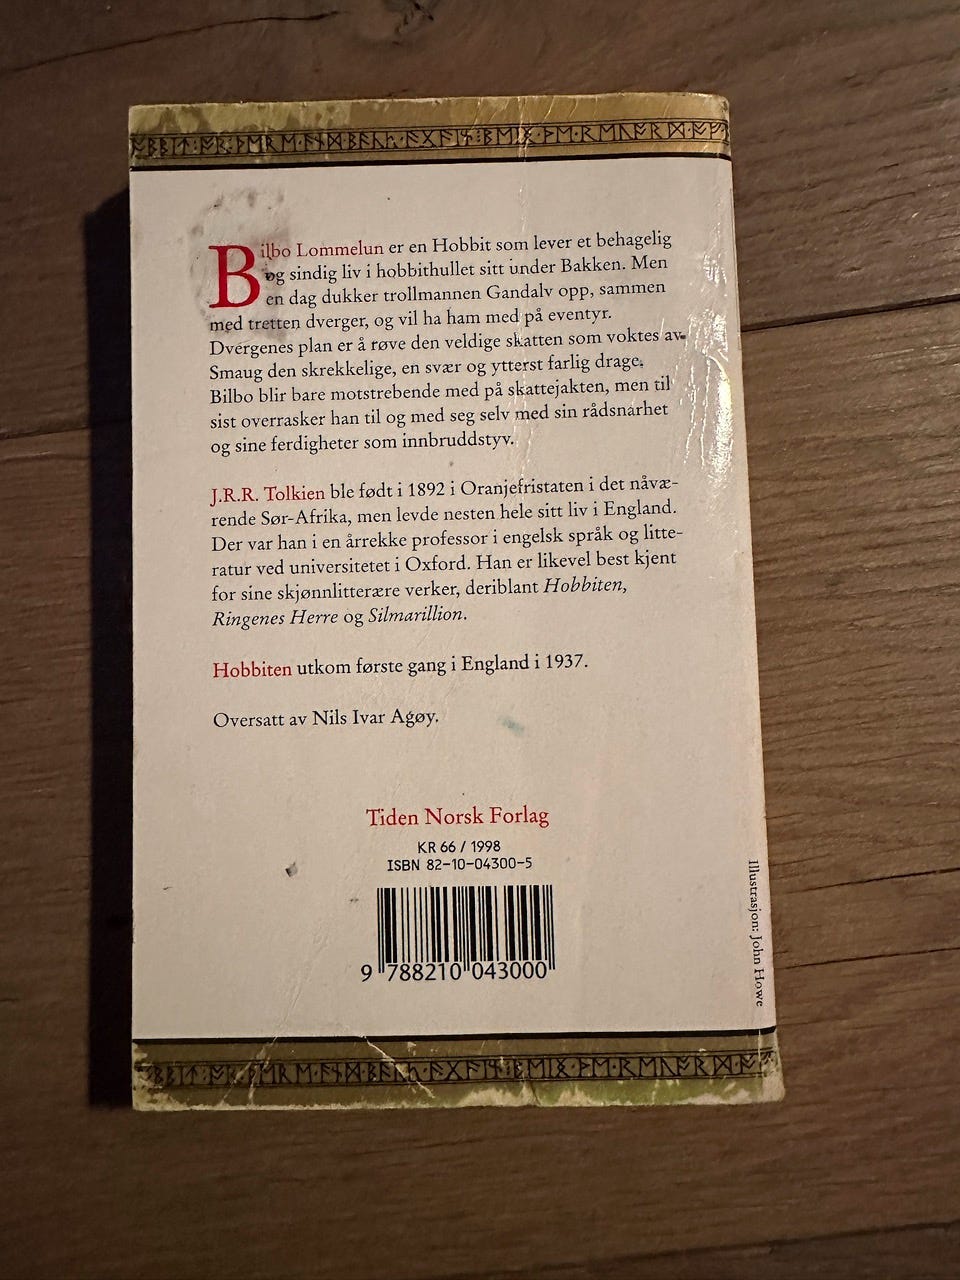 Bilbo Lommelun er en Hobbit som lever et behagelig
og sindig liv i hobbithullet sitt under Bakken. Men
en dag dukker trollmannen Gandalv opp, sammen
med tretten dverger, og vil ha ham med på eventyr.
Dvergenes plan er å røve den veldige skatten som voktes av
Smaug den skrekkelige, en svær og ytterst farlig drage.
Bilbo blir bare motstrebende med på skattejakten, men til
sist overrasker han til og med seg selv med sin rådsnarhet
og sine ferdigheter som innbruddstyv.
J.R.R. Tolkien ble født i 1892 i Oranjefristaten i det nåvæ-
rende Sør-Afrika, men levde nesten hele sitt liv i England.
Der var han i en årrekke professor i engelsk språk og litte-
ratur ved universitetet i Oxford. Han er likevel best kjent
for sine skjønnlitterære verker, deriblant Hobbiten,
Ringenes Herre og Silmarillion.
Hobbiten utkom første gang i England i 1937.
Oversatt av Nils Ivar Agøy.
Tiden Norsk Forlag
KR 66 / 1998
ISBN 82-10-04300-5
9 788210 043000
Illustrasjon: John Howe